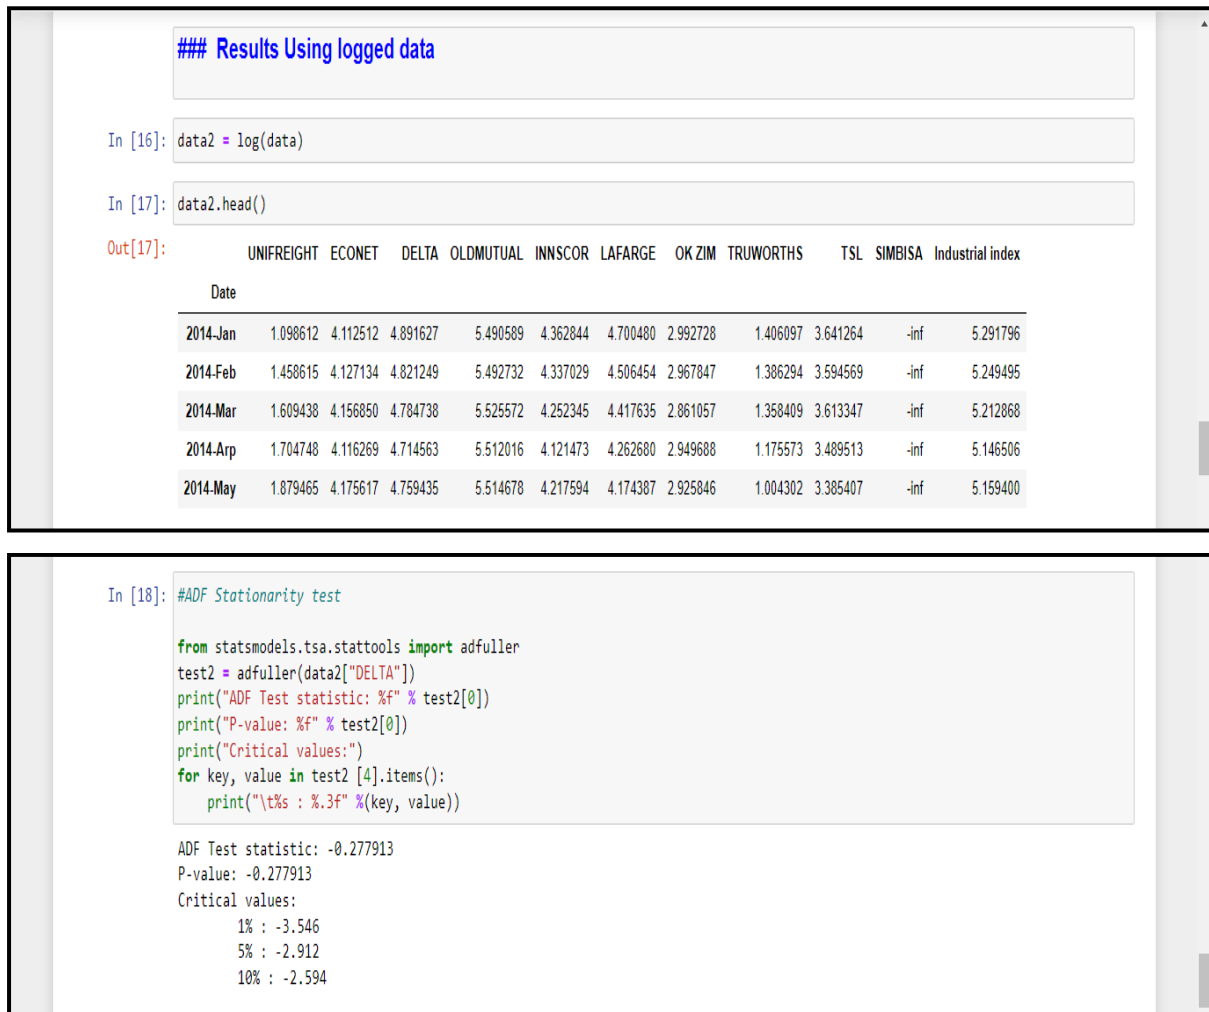 ### Results Using logged data
In [16]: data2 = log(data)
In [17]: data2.head()
Out[17]:
UNIFREIGHT ECONET DELTA OLDMUTUAL INNSCOR LAFARGE OK ZIM TRUWORTHS TSL SIMBISA Industrial index
Date
2014-Jan 1.098612 4.112512 4.891627 5.490589 4.362844 4.700480 2.992728 1.406097 3.641264 -inf 5.291796
2014-Feb 1.458615 4.127134 4.821249 5.492732 4.337029 4.506454 2.967847 1.386294 3.594569 -inf 5.249495
2014-Mar 1.609438 4.156850 4.784738 5.525572 4.252345 4.417635 2.861057 1.358409 3.613347 -inf 5.212868
2014-Arp 1.704748 4.116269 4.714563 5.512016 4.121473 4.262680 2.949688 1.175573 3.489513 -inf 5.146506
2014-May 1.879465 4.175617 4.759435 5.514678 4.217594 4.174387 2.925846 1.004302 3.385407 -inf 5.159400
In [18]: #ADF Stationarity test
from statsmodels.tsa.stattools import adfuller
test2 = adfuller(data2["DELTA"])
print("ADF Test statistic: %f" % test2[0])
print("P-value: %f" % test2[0])
print("Critical values:")
for key, value in test2 [4].items():
    print("\t%s : %.3f" %(key, value))
ADF Test statistic: -0.277913
P-value: -0.277913
Critical values:
1% : -3.546
5% : -2.912
10% : -2.594